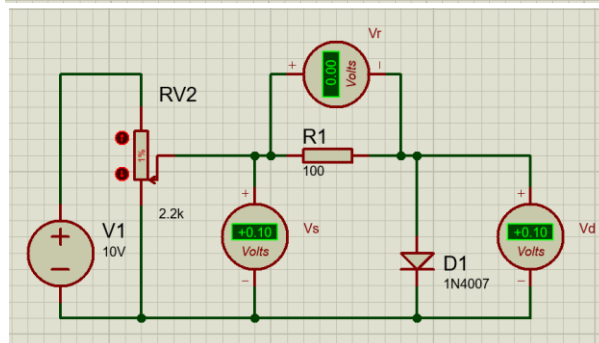 Vr
+
-
0.00
Volts
RV2
1%
2.2k
R1
100
V1
10V
+
-
+
+0.10
Volts
-
Vs
D1
1N4007
+
+0.10
Volts
-
Vd